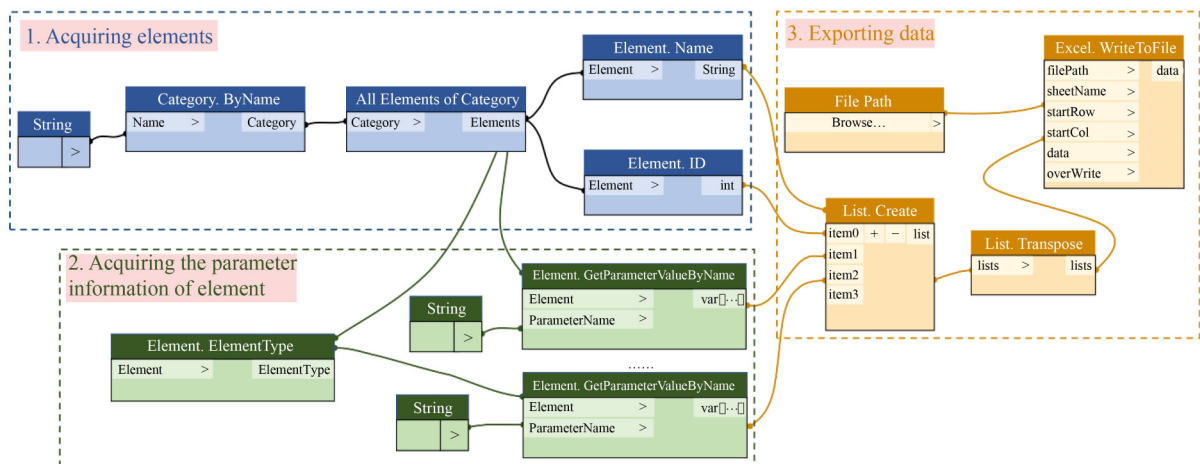 1. Acquiring elements
String
>
Category. ByName
Name > Category
All Elements of Category
Category > Elements
Element. Name
Element > String
Element. ID
Element > int
2. Acquiring the parameter
information of element
Element. ElementType
Element > ElementType
String
>
Element. GetParameterValueByName
Element > var[]...[]
ParameterName >
......
String
>
Element. GetParameterValueByName
Element > var[]...[]
ParameterName >
3. Exporting data
File Path
Browse... >
Excel. WriteToFile
filePath > data
sheetName >
startRow >
startCol >
data >
overWrite >
List. Create
item0 + − list
item1
item2
item3
List. Transpose
lists > lists